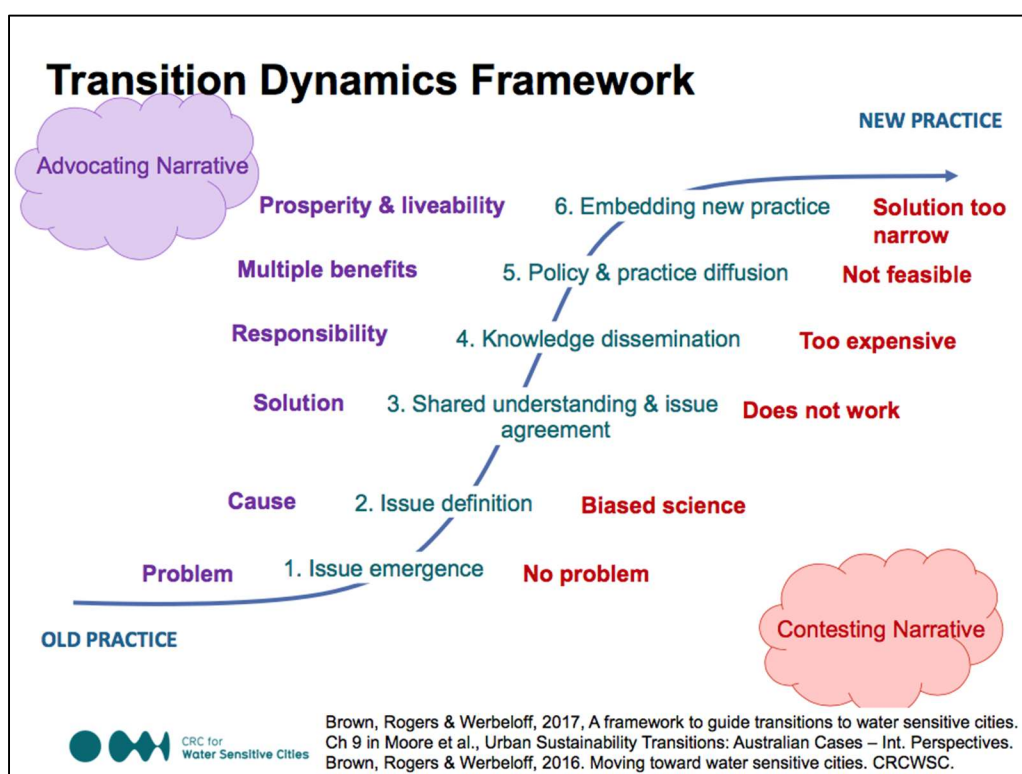 Transition Dynamics Framework
NEW PRACTICE
Advocating Narrative
Prosperity & liveability
6. Embedding new practice
Solution too
narrow
Multiple benefits
5. Policy & practice diffusion
Not feasible
Responsibility
4. Knowledge dissemination
Too expensive
Solution
3. Shared understanding & issue
agreement
Does not work
Cause
2. Issue definition
Biased science
Problem
1. Issue emergence
No problem
OLD PRACTICE
Contesting Narrative
CRC for
Water Sensitive Cities
Brown, Rogers & Werbeloff, 2017, A framework to guide transitions to water sensitive cities.
Ch 9 in Moore et al., Urban Sustainability Transitions: Australian Cases – Int. Perspectives.
Brown, Rogers & Werbeloff, 2016. Moving toward water sensitive cities. CRCWSC.